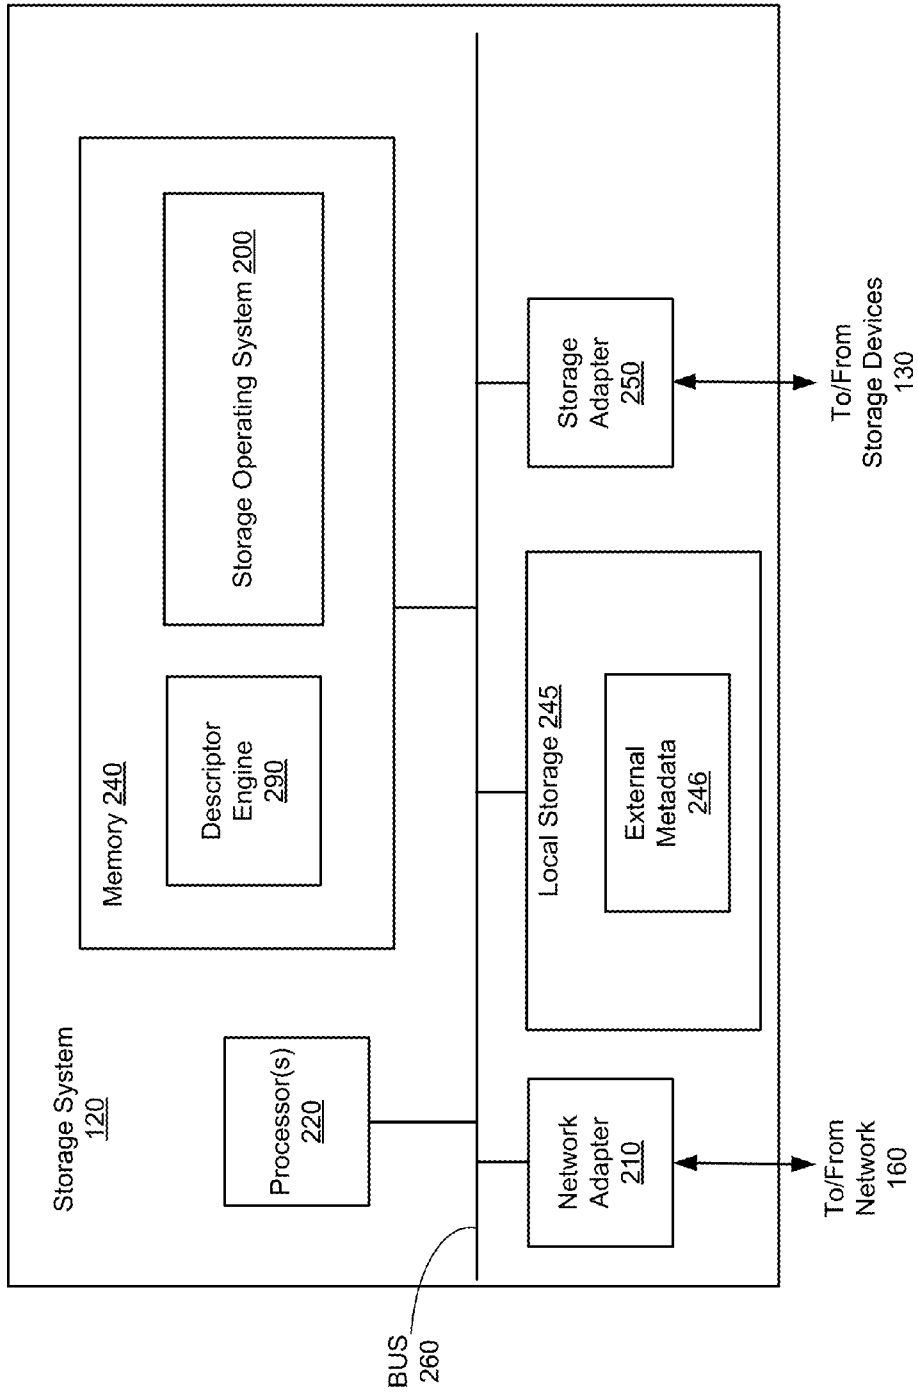 Storage System
120
Memory 240
Processor(s)
220
Descriptor
Engine
290
Storage Operating System 200
BUS
260
Network
Adapter
210
Local Storage 245
External
Metadata
246
Storage
Adapter
250
To/From
Network
160
To/From
Storage Devices
130